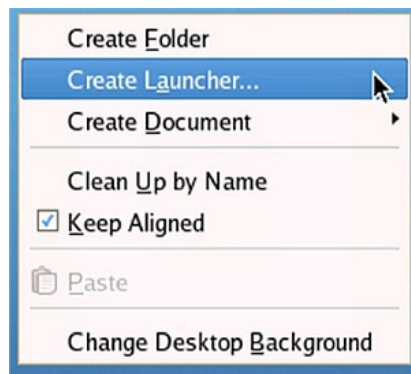 Create Folder
Create Launcher...
Create Document
Clean Up by Name
Keep Aligned
Paste
Change Desktop Background